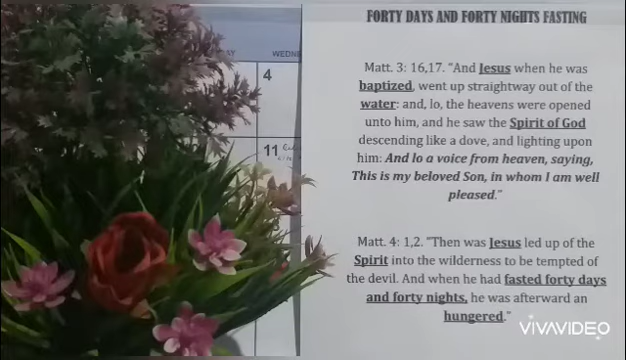 FORTY DAYS AND FORTY NIGHTS FASTING
WEDN
4
11
Matt. 3: 16,17. “And Jesus when he was
baptized, went up straightway out of the
water: and, lo, the heavens were opened
unto him, and he saw the Spirit of God
descending like a dove, and lighting upon
him: And lo a voice from heaven, saying,
This is my beloved Son, in whom I am well
pleased.”
Matt. 4: 1,2. “Then was Jesus led up of the
Spirit into the wilderness to be tempted of
the devil. And when he had fasted forty days
and forty nights, he was afterward an
hungered.”
VIVAVIDEO